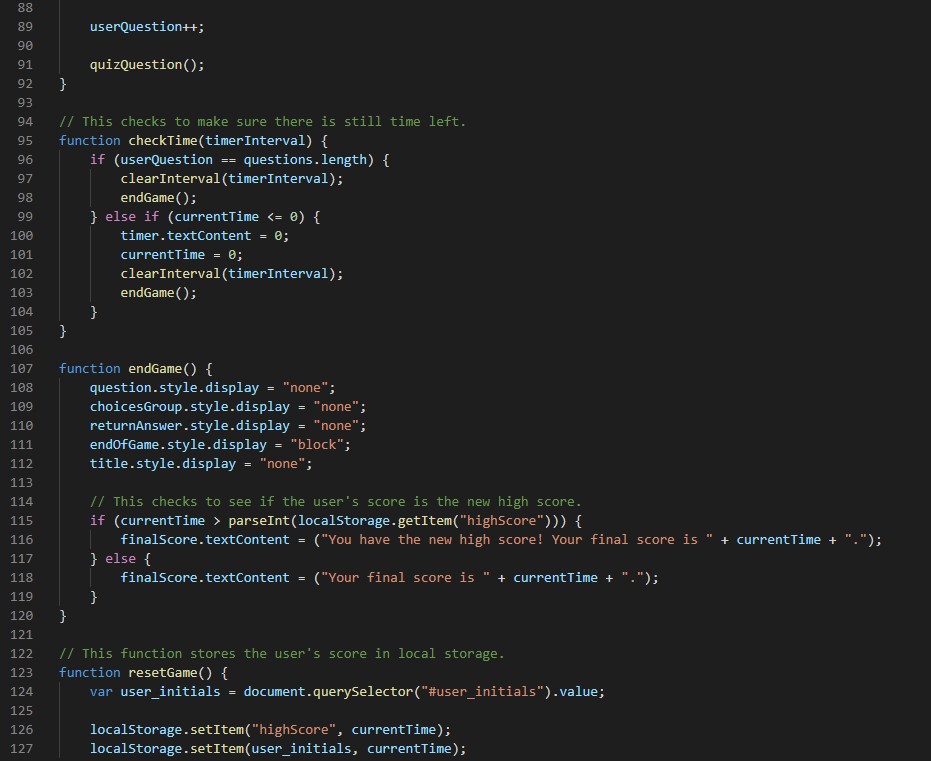 88
89 userQuestion++;
90
91 quizQuestion();
92 }
93
94 // This checks to make sure there is still time left.
95 function checkTime(timerInterval) {
96 if (userQuestion == questions.length) {
97 clearInterval(timerInterval);
98 endGame();
99 } else if (currentTime <= 0) {
100 timer.textContent = 0;
101 currentTime = 0;
102 clearInterval(timerInterval);
103 endGame();
104 }
105 }
106
107 function endGame() {
108 question.style.display = "none";
109 choicesGroup.style.display = "none";
110 returnAnswer.style.display = "none";
111 endOfGame.style.display = "block";
112 title.style.display = "none";
113
114 // This checks to see if the user's score is the new high score.
115 if (currentTime > parseInt(localStorage.getItem("highScore"))) {
116 finalScore.textContent = ("You have the new high score! Your final score is " + currentTime + ".");
117 } else {
118 finalScore.textContent = ("Your final score is " + currentTime + ".");
119 }
120 }
121
122 // This function stores the user's score in local storage.
123 function resetGame() {
124 var user_initials = document.querySelector("#user_initials").value;
125
126 localStorage.setItem("highScore", currentTime);
127 localStorage.setItem(user_initials, currentTime);